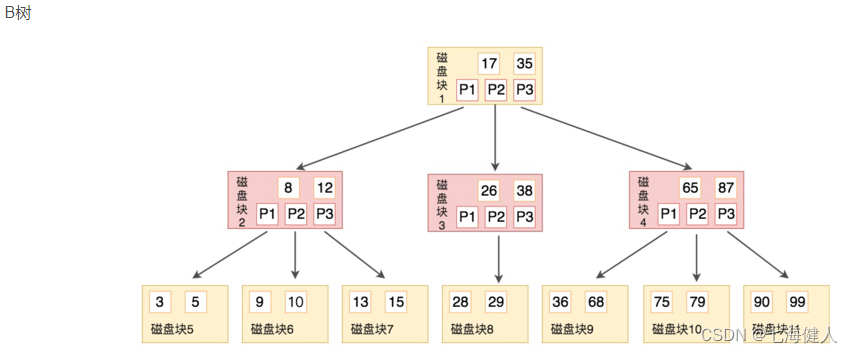 B树
磁盘块1
17 35
P1 P2 P3
磁盘块2
8 12
P1 P2 P3
磁盘块3
26 38
P1 P2 P3
磁盘块4
65 87
P1 P2 P3
3 5
磁盘块5
9 10
磁盘块6
13 15
磁盘块7
28 29
磁盘块8
36 68
磁盘块9
75 79
磁盘块10
90 99
磁盘块11
CSDN @七海健人